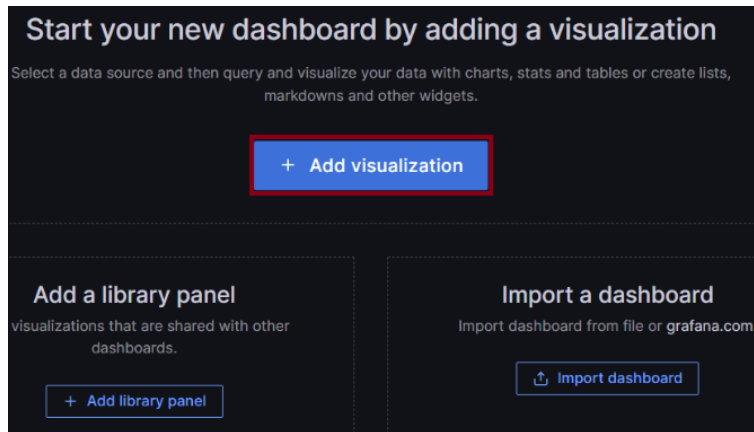 Start your new dashboard by adding a visualization
Select a data source and then query and visualize your data with charts, stats and tables or create lists,
markdowns and other widgets.
+ Add visualization
Add a library panel
visualizations that are shared with other
dashboards.
+ Add library panel
Import a dashboard
Import dashboard from file or grafana.com
Import dashboard